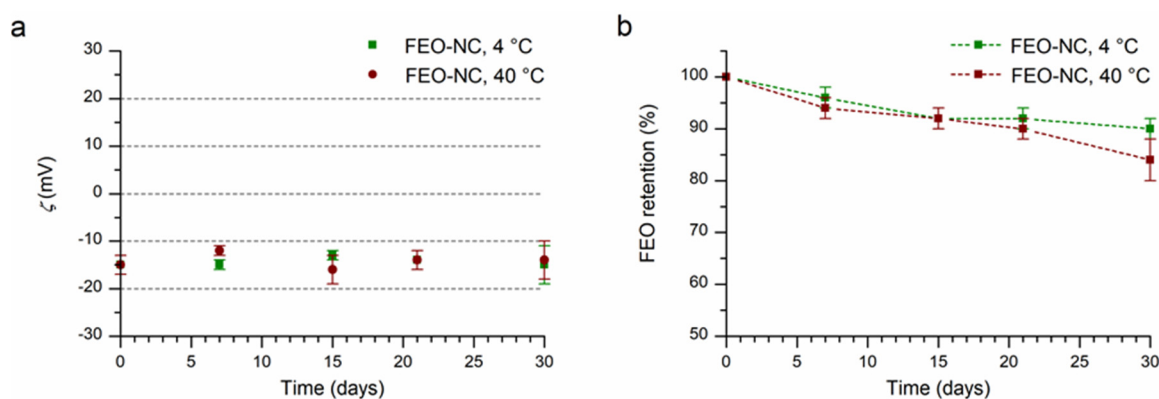 a
FEO-NC, 4 °C
FEO-NC, 40 °C
30
20
10
0
-10
-20
-30
ζ (mV)
0 5 10 15 20 25 30
Time (days)
b
FEO-NC, 4 °C
FEO-NC, 40 °C
100
90
80
70
60
50
FEO retention (%)
0 5 10 15 20 25 30
Time (days)